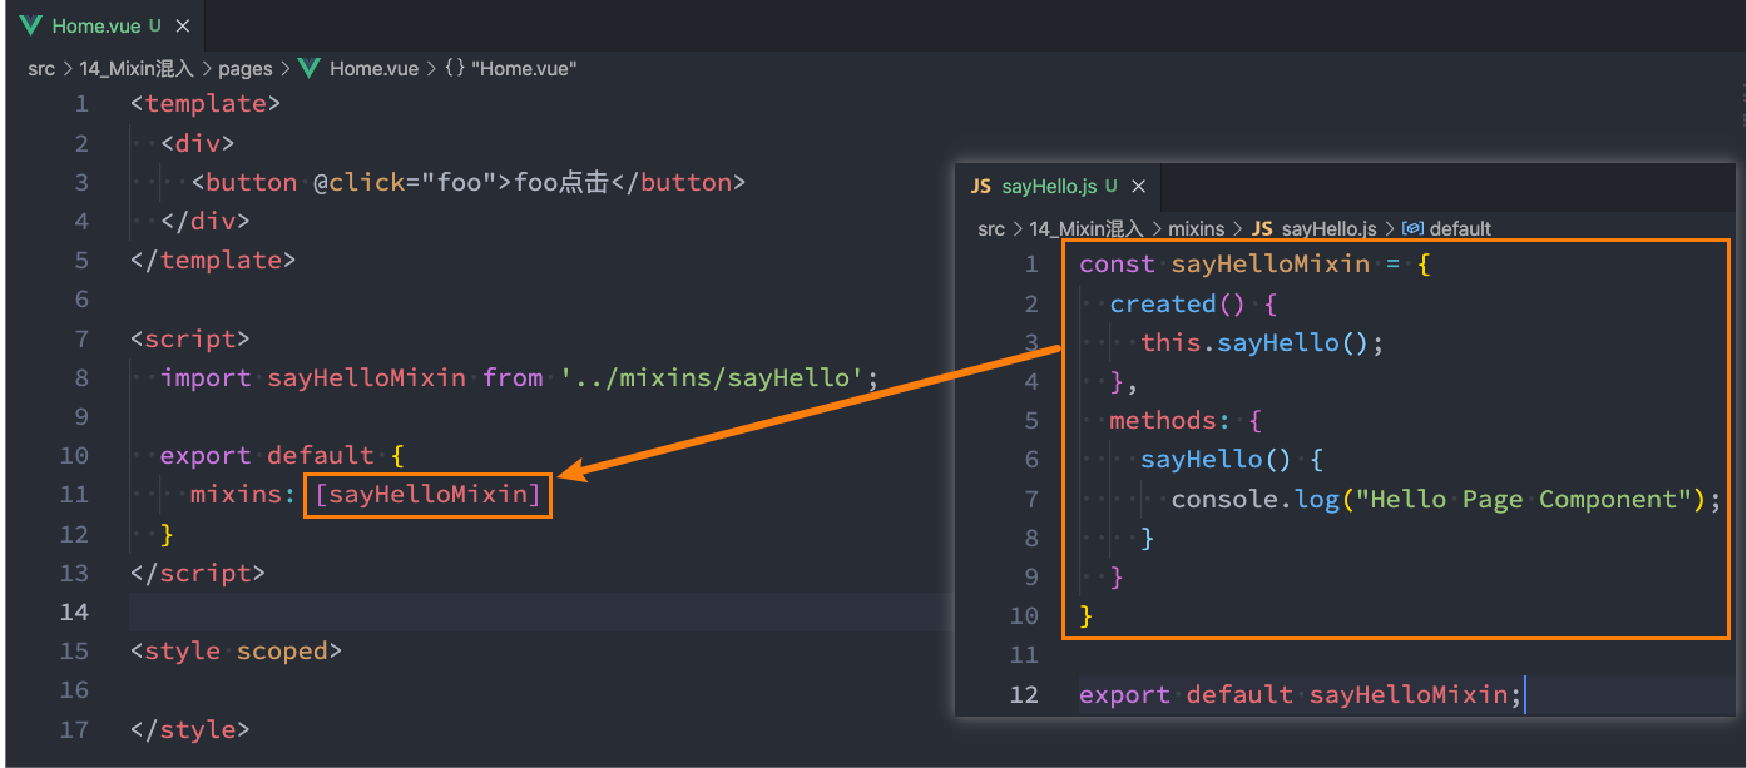 Home.vue U ×
src > 14_Mixin混入 > pages > Home.vue > {} "Home.vue"
1 <template>
2   <div>
3     <button @click="foo">foo点击</button>
4   </div>
5 </template>
6
7 <script>
8   import sayHelloMixin from '../mixins/sayHello';
9
10   export default {
11     mixins: [sayHelloMixin]
12   }
13 </script>
14
15 <style scoped>
16
17 </style>
JS sayHello.js U ×
src > 14_Mixin混入 > mixins > JS sayHello.js > default
1 const sayHelloMixin = {
2   created() {
3     this.sayHello();
4   },
5   methods: {
6     sayHello() {
7       console.log("Hello Page Component");
8     }
9   }
10 }
11
12 export default sayHelloMixin;